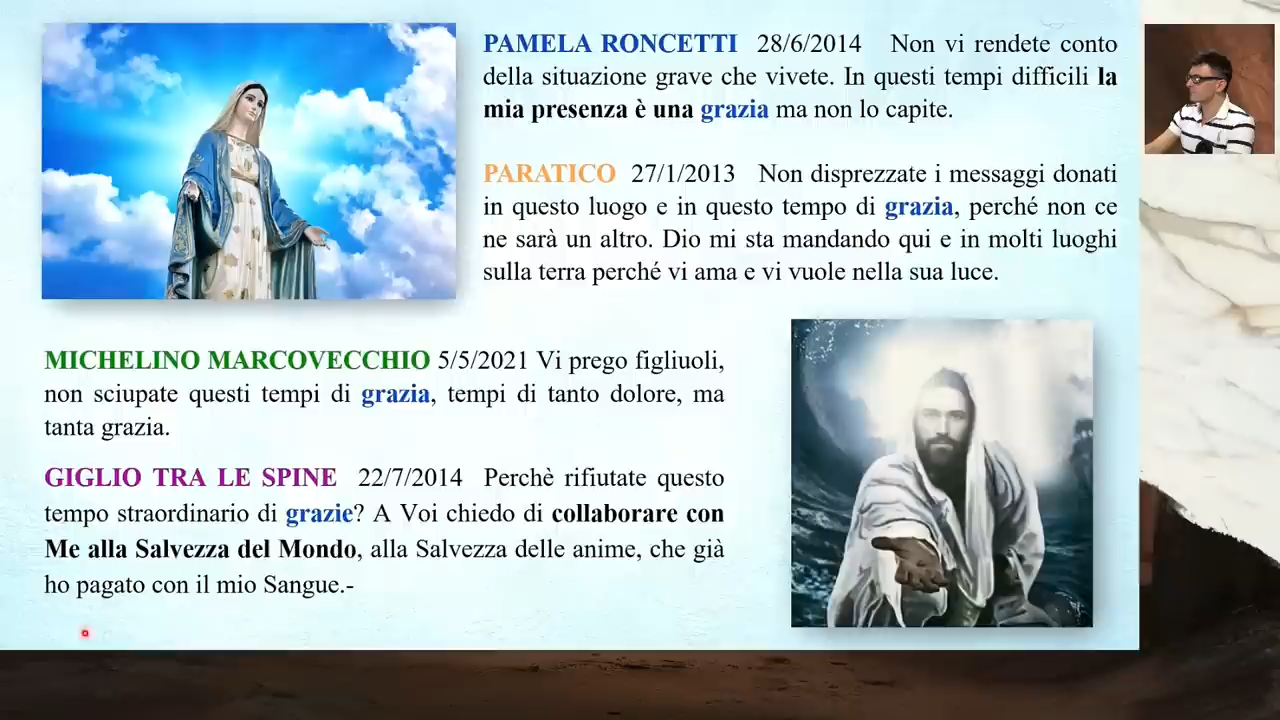 PAMELA RONCETTI 28/6/2014 Non vi rendete conto
della situazione grave che vivete. In questi tempi difficili la
mia presenza è una grazia ma non lo capite.
PARATICO 27/1/2013 Non disprezzate i messaggi donati
in questo luogo e in questo tempo di grazia, perché non ce
ne sarà un altro. Dio mi sta mandando qui e in molti luoghi
sulla terra perché vi ama e vi vuole nella sua luce.
MICHELINO MARCOVECCHIO 5/5/2021 Vi prego figliuoli,
non sciupate questi tempi di grazia, tempi di tanto dolore, ma
tanta grazia.
GIGLIO TRA LE SPINE 22/7/2014 Perchè rifiutate questo
tempo straordinario di grazie? A Voi chiedo di collaborare con
Me alla Salvezza del Mondo, alla Salvezza delle anime, che già
ho pagato con il mio Sangue.-